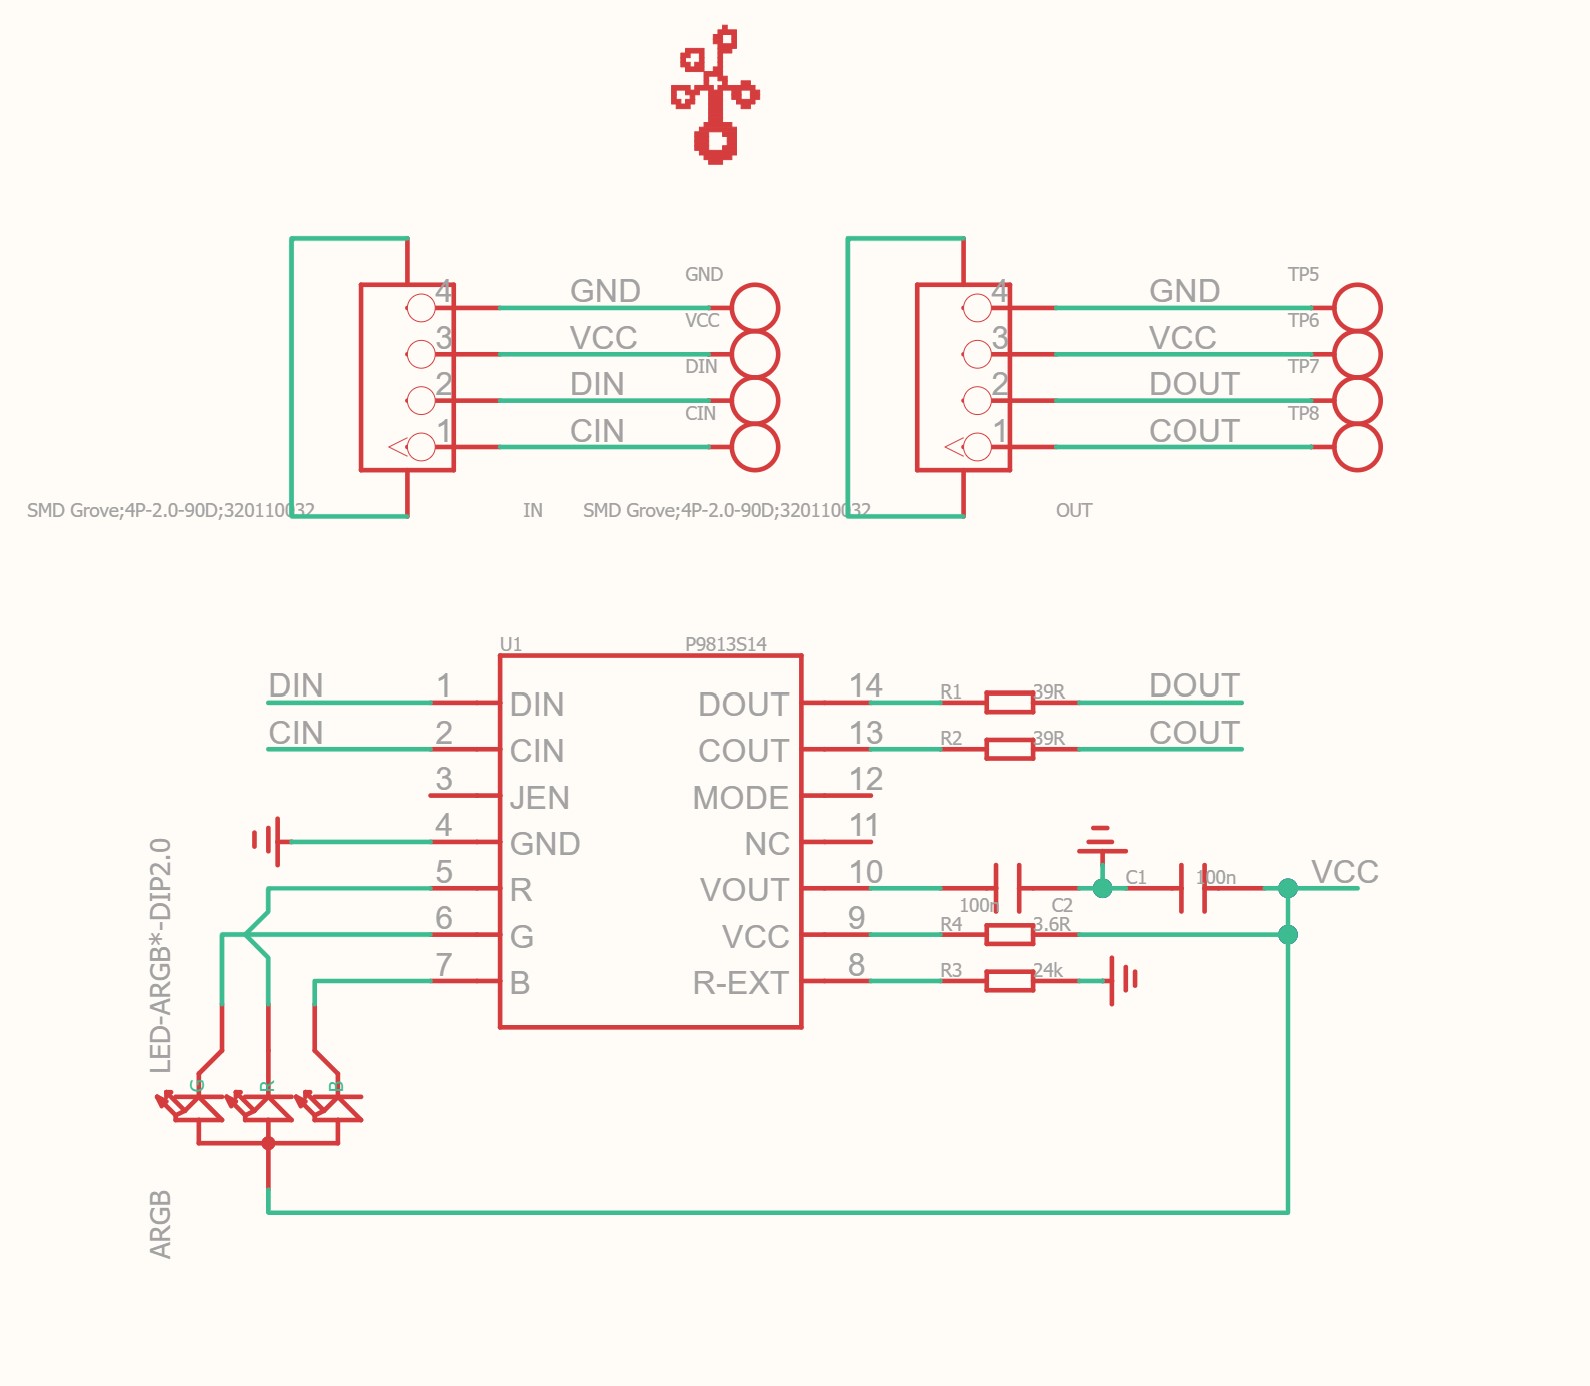 GND TP5
4 GND 4 GND
VCC TP6
3 VCC 3 VCC
DIN TP7
2 DIN 2 DOUT
CIN TP8
1 CIN 1 COUT
SMD Grove;4P-2.0-90D;320110032 IN SMD Grove;4P-2.0-90D;320110032 OUT
U1 P9813S14
DIN 1 DIN DOUT 14 R1 39R DOUT
CIN 2 CIN COUT 13 R2 39R COUT
3 JEN MODE 12
4 GND NC 11
5 R VOUT 10 C1 100n VCC
100n C2
6 G VCC 9 R4 3.6R
7 B R-EXT 8 R3 24k
LED-ARGB*-DIP2.0
G R B
ARGB